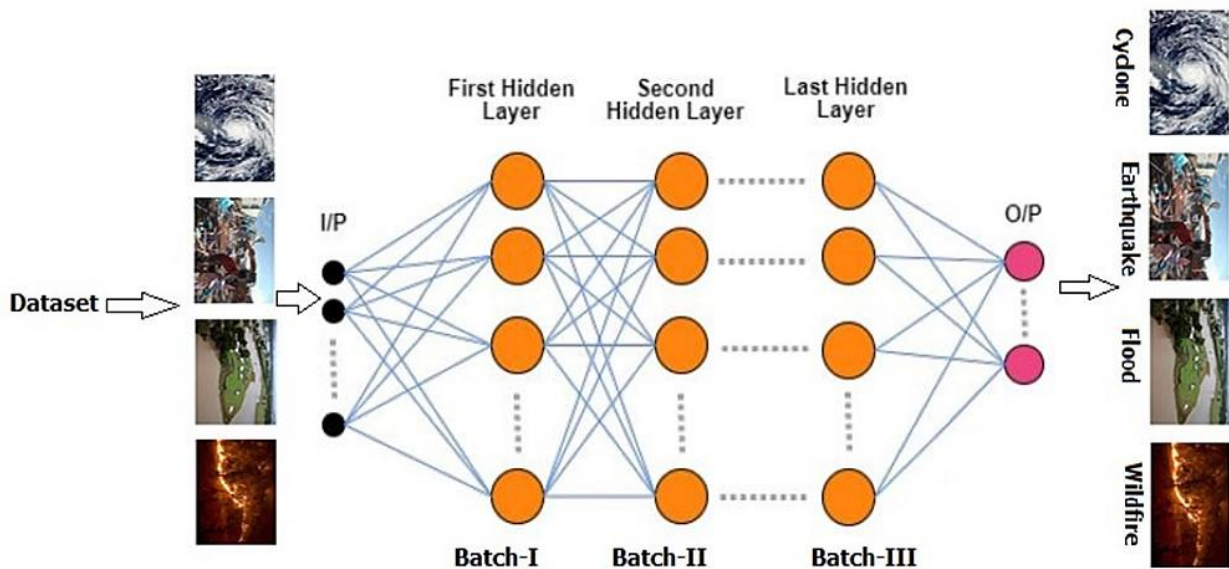 Dataset
I/P
First Hidden
Layer
Second
Hidden Layer
Last Hidden
Layer
Batch-I
Batch-II
Batch-III
O/P
Cyclone
Earthquake
Flood
Wildfire